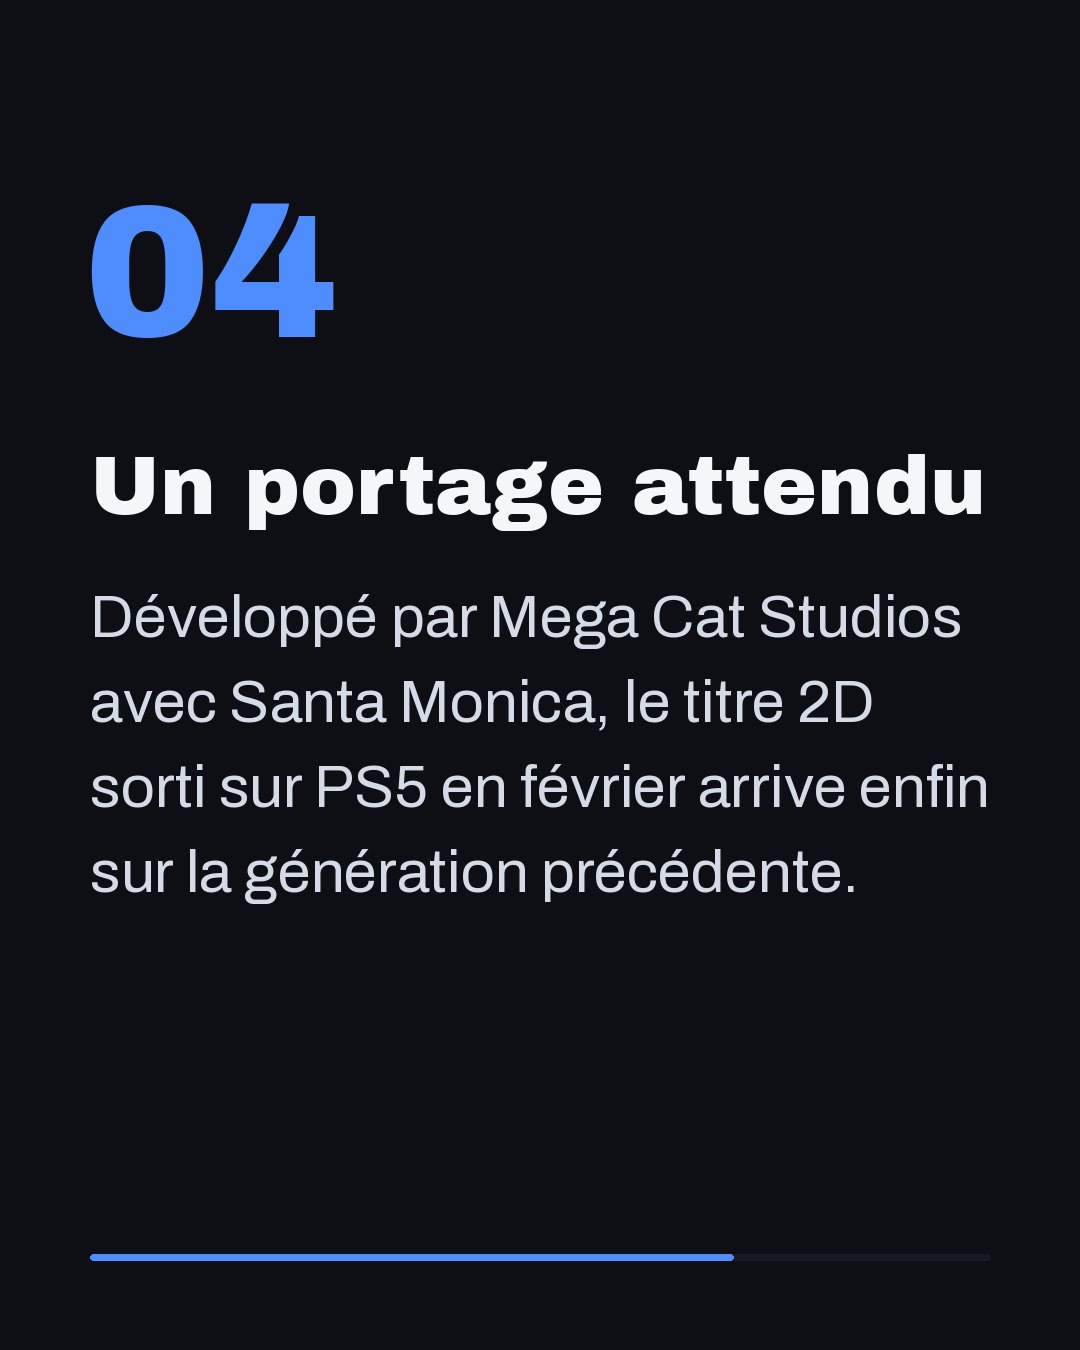 04
Un portage attendu
Développé par Mega Cat Studios
avec Santa Monica, le titre 2D
sorti sur PS5 en février arrive enfin
sur la génération précédente.